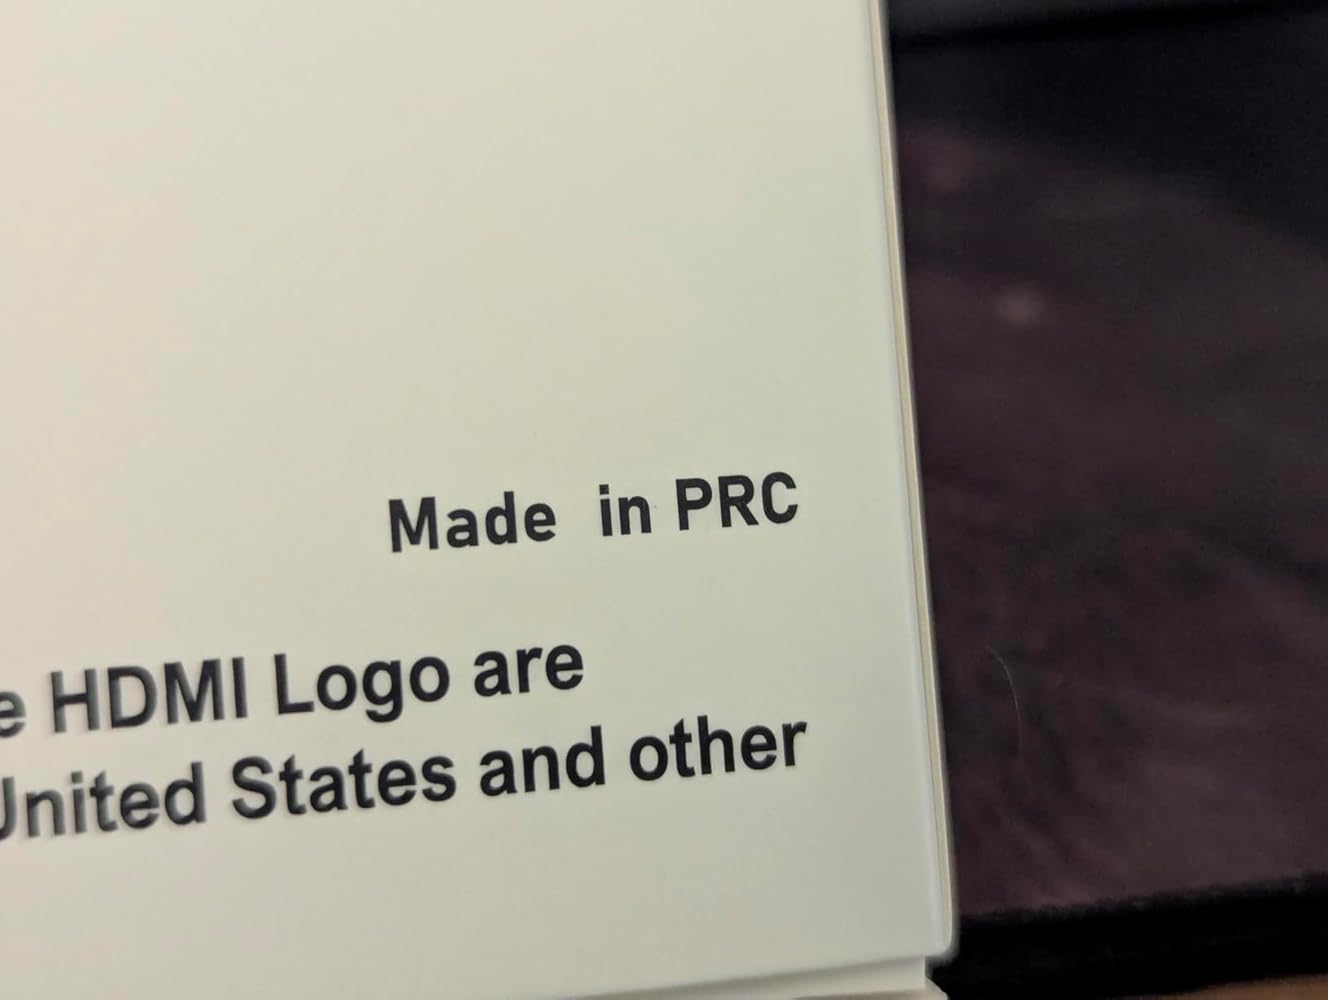 Made in PRC
HDMI Logo are
United States and other